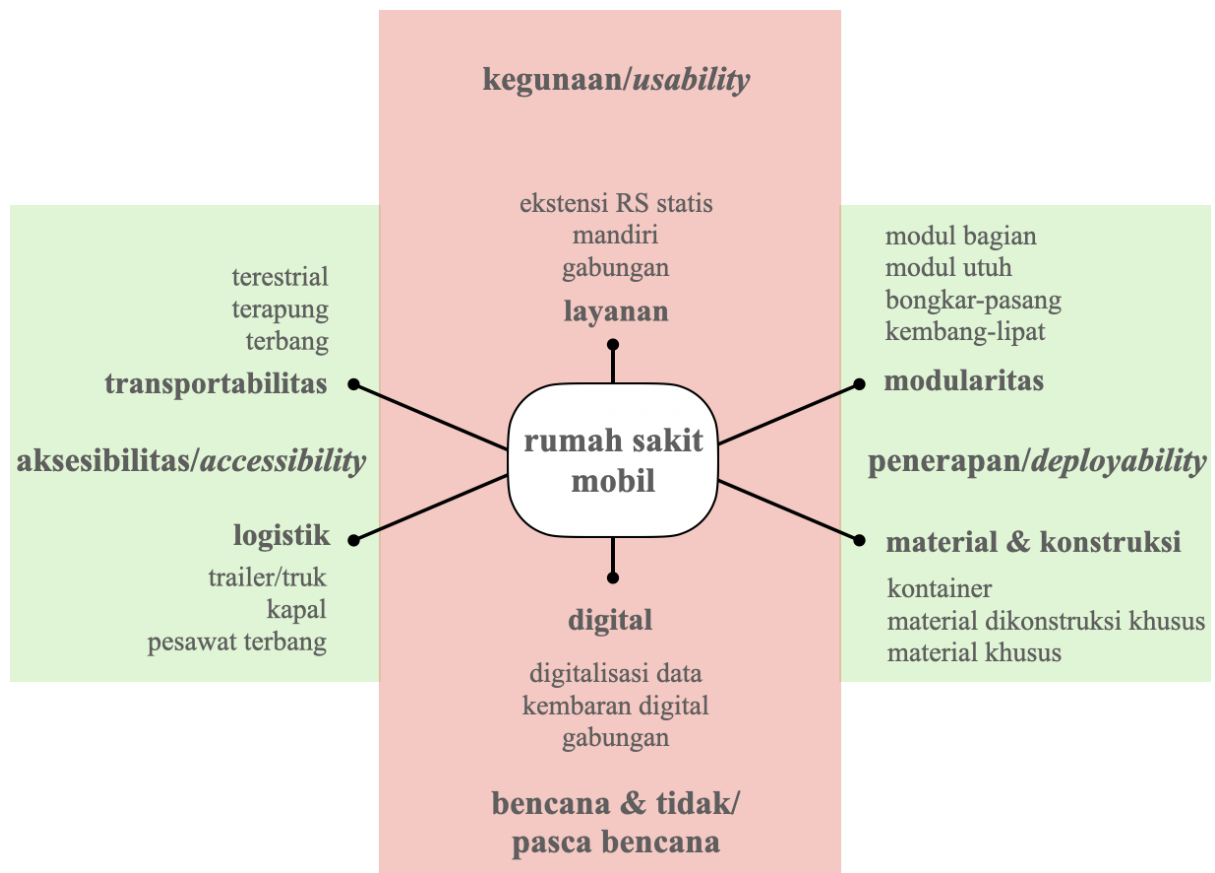 kegunaan/usability
ekstensi RS statis
mandiri
gabungan
layanan
terestrial
terapung
terbang
transportabilitas
aksesibilitas/accessibility
logistik
trailer/truk
kapal
pesawat terbang
rumah sakit
mobil
modul bagian
modul utuh
bongkar-pasang
kembang-lipat
modularitas
penerapan/deployability
material & konstruksi
kontainer
material dikonstruksi khusus
material khusus
digital
digitalisasi data
kembaran digital
gabungan
bencana & tidak/
pasca bencana